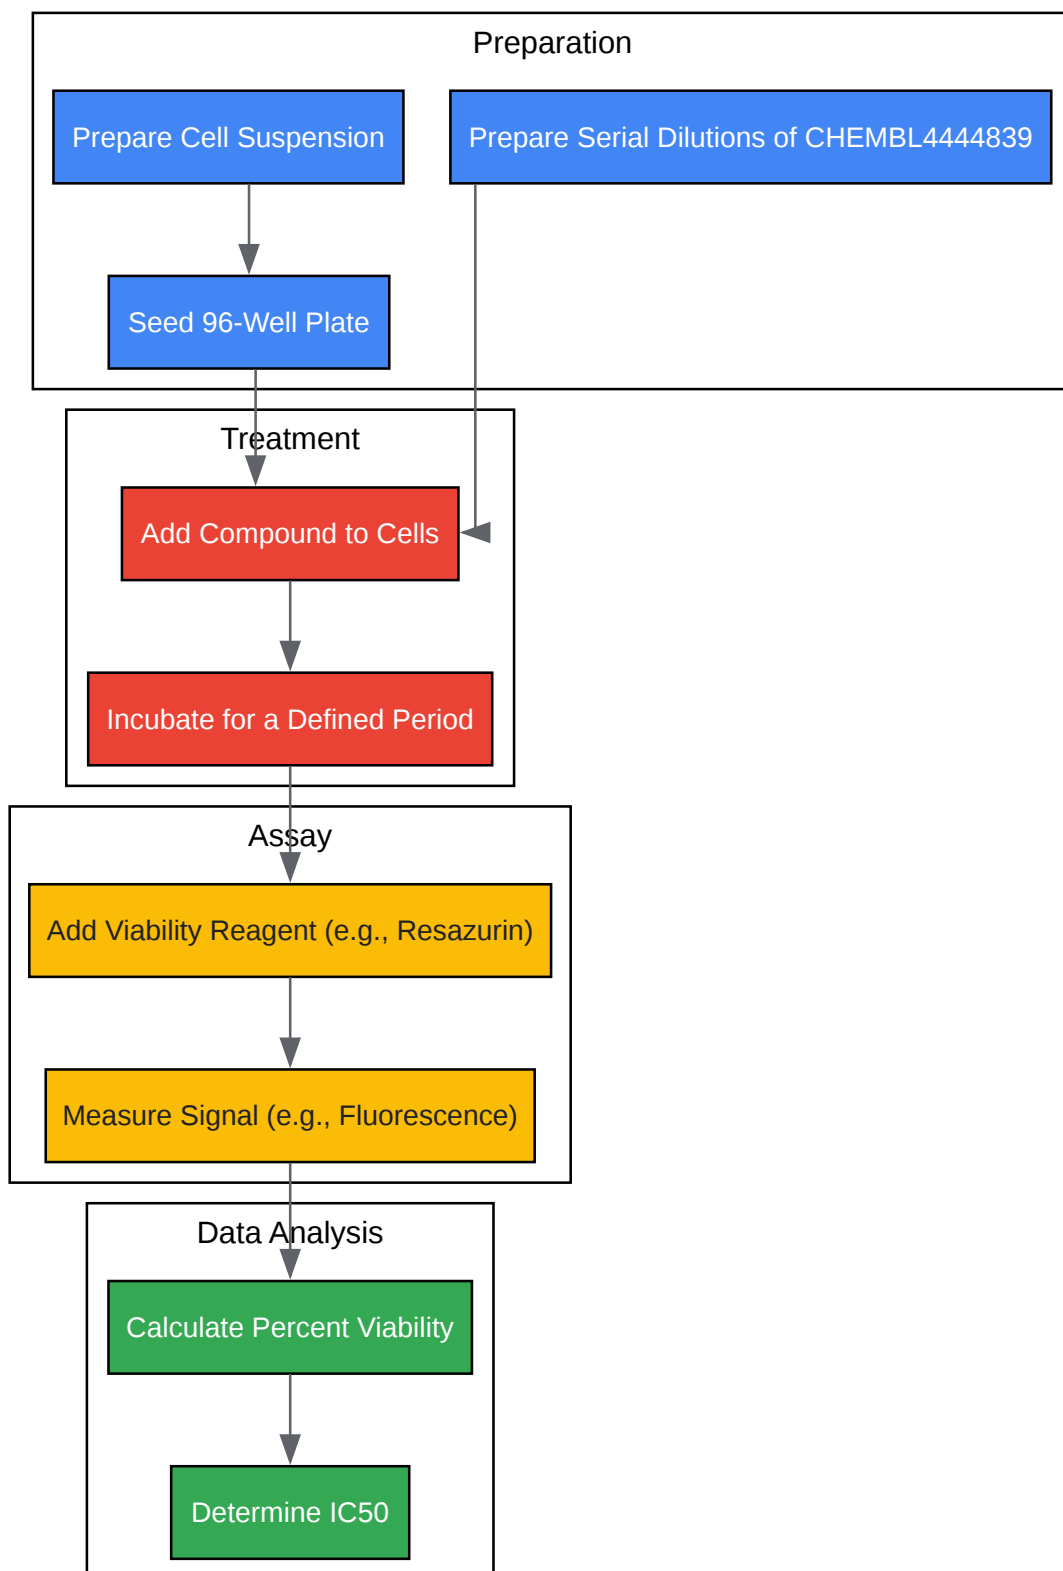 Preparation
Prepare Cell Suspension
Prepare Serial Dilutions of CHEMBL4444839
Seed 96-Well Plate
Treatment
Add Compound to Cells
Incubate for a Defined Period
Assay
Add Viability Reagent (e.g., Resazurin)
Measure Signal (e.g., Fluorescence)
Data Analysis
Calculate Percent Viability
Determine IC50